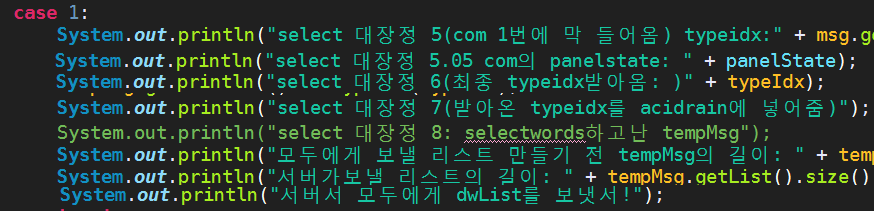 case 1:
System.out.println("select 대장정 5(com 1번에 막 들어옴) typeidx:" + msg.g
System.out.println("select 대장정 5.05 com의 panelstate: " + panelState);
System.out.println("select 대장정 6(최종 typeidx받아옴: )" + typeIdx);
System.out.println("select 대장정 7(받아온 typeidx를 acidrain에 넣어줌)");
System.out.println("select 대장정 8: selectwords하고난 tempMsg");
System.out.println("모두에게 보낼 리스트 만들기 전 tempMsg의 길이: " + temp
System.out.println("서버가보낼 리스트의 길이: " + tempMsg.getList().size()
System.out.println("서버서 모두에게 dwList를 보냇서!");